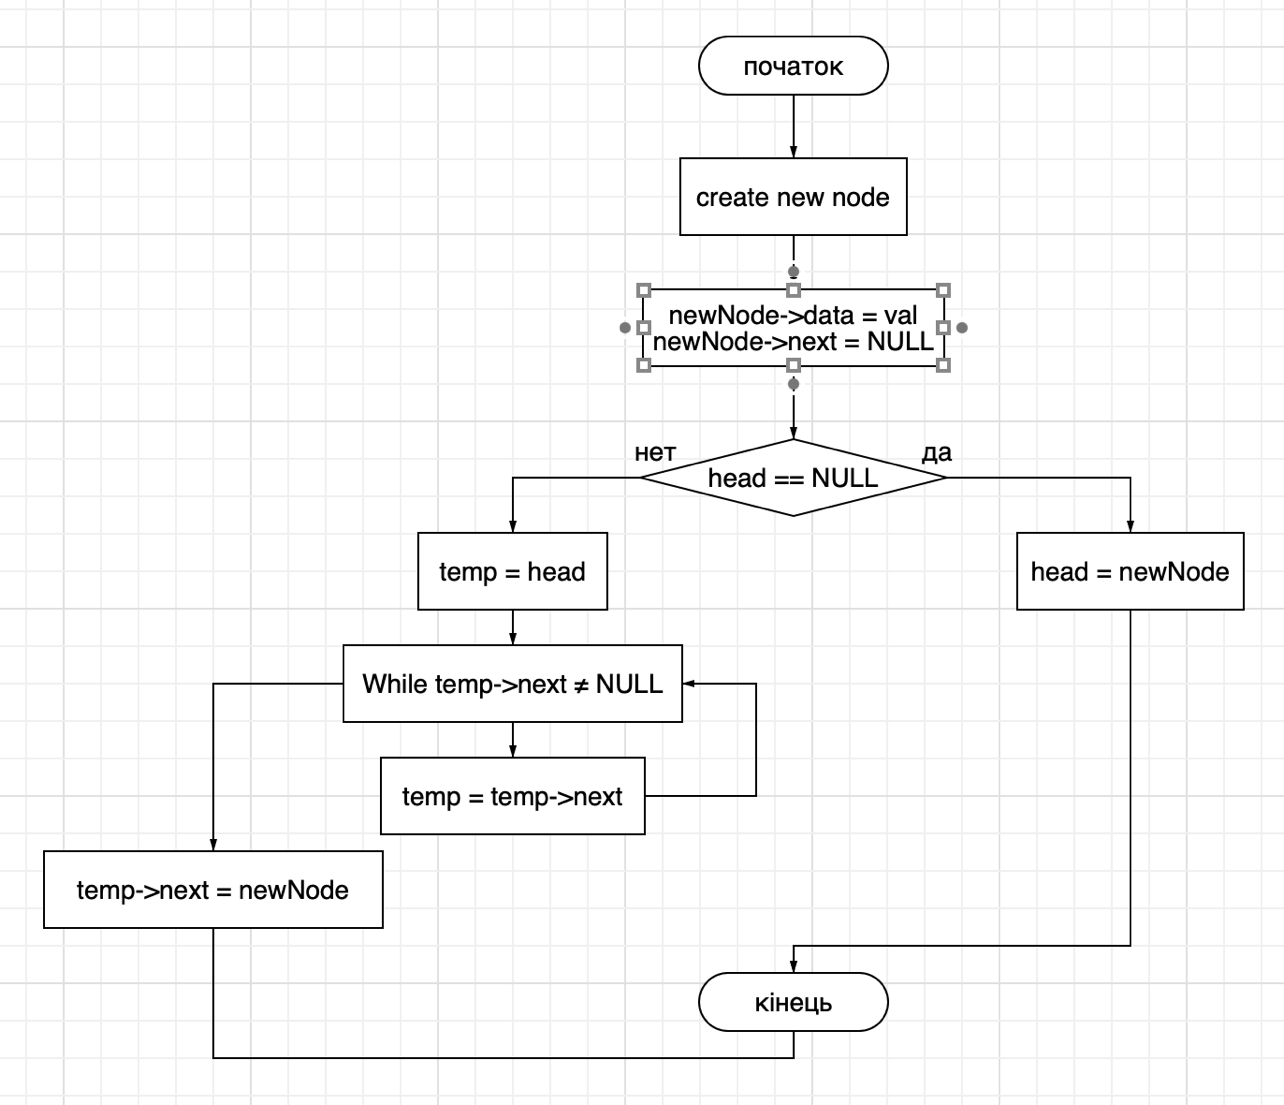 початок
create new node
newNode->data = val
newNode->next = NULL
нет
да
head == NULL
temp = head
head = newNode
While temp->next ≠ NULL
temp = temp->next
temp->next = newNode
кінець